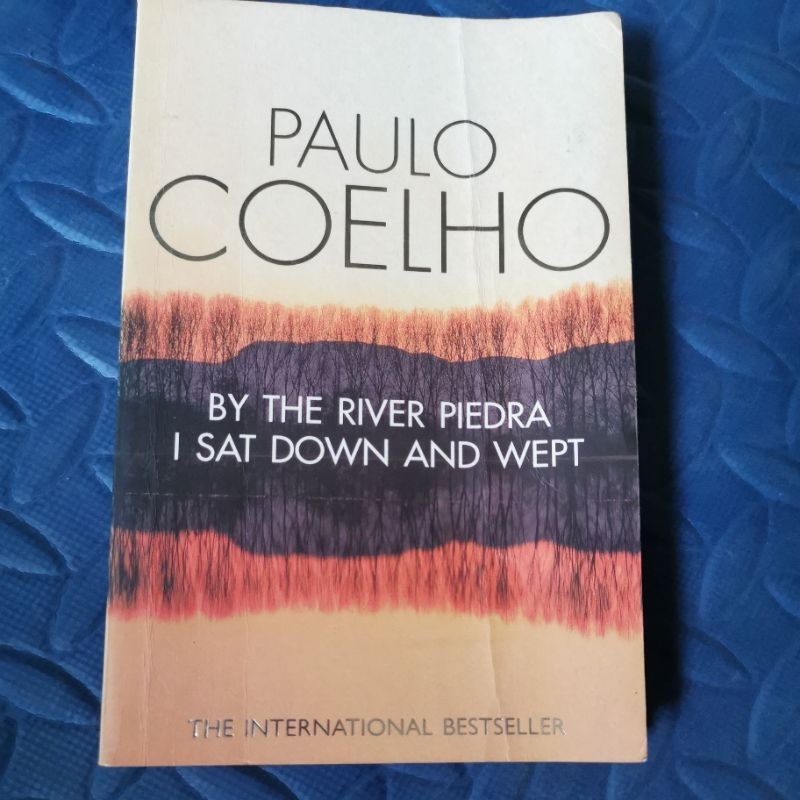 PAULO
COELHO
BY THE RIVER PIEDRA
I SAT DOWN AND WEPT
THE INTERNATIONAL BESTSELLER